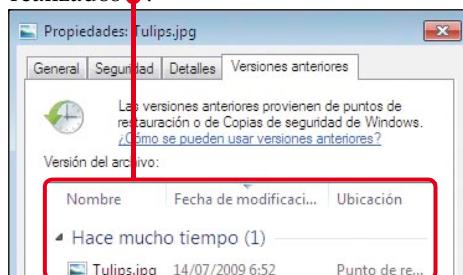 realizados .
Propiedades: Tulips.jpg
General Seguridad Detalles Versiones anteriores
Las versiones anteriores provienen de puntos de
restauración o de Copias de seguridad de Windows.
¿Cómo se pueden usar versiones anteriores?
Versión del archivo:
Nombre Fecha de modificaci... Ubicación
Hace mucho tiempo (1)
Tulips.jpg 14/07/2009 6:52 Punto de re...